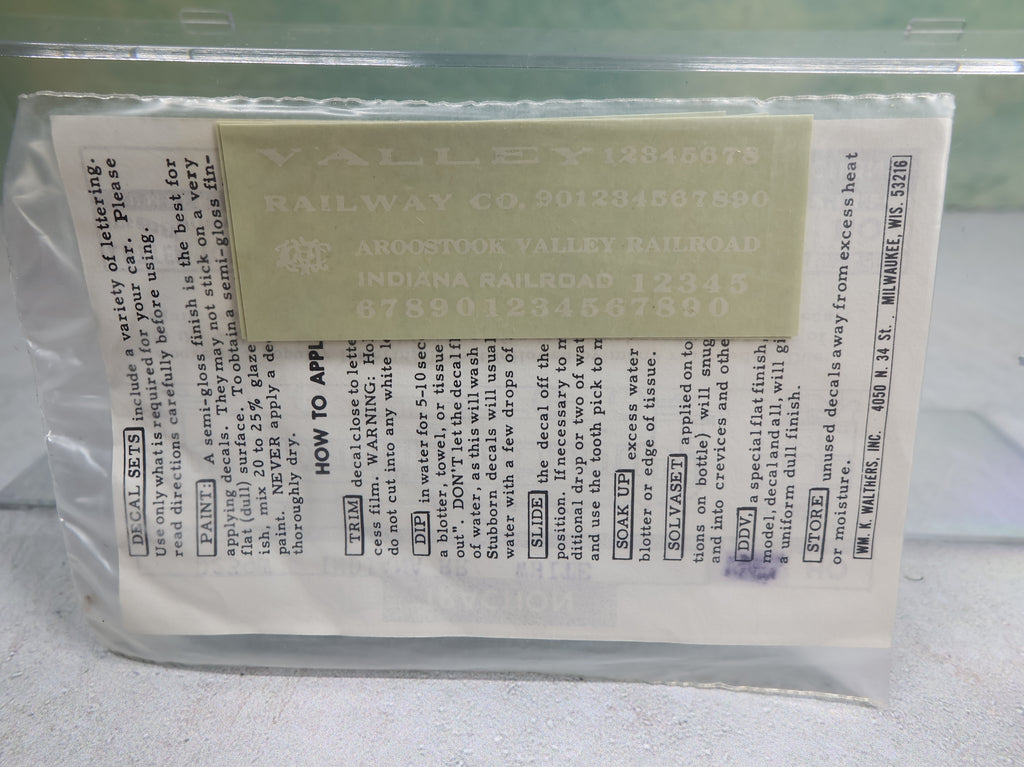 VALLEY 12345678
RAILWAY CO. 901234567890
AROOSTOOK VALLEY RAILROAD
INDIANA RAILROAD 12345
678901234567890
DECAL SETS include a variety of lettering.
Use only what is required for your car. Please
read directions carefully before using.
PAINT: A semi-gloss finish is the best for
applying decals. They may not stick on a very
flat (dull) surface. To obtain a semi-gloss fin-
ish, mix 20 to 25% glaze
paint. NEVER apply a de
thoroughly dry.
HOW TO APPL
TRIM decal close to lette
cess film. WARNING: Ho
do not cut into any white le
DIP in water for 5-10 sec
a blotter, towel, or tissue
out". DON'T let the decal fl
of water, as this will wash
Stubborn decals will usual
water with a few drops of
SLIDE the decal off the
position. If necessary to m
ditional drop or two of wate
and use the tooth pick to m
SOAK UP excess water
blotter or edge of tissue.
SOLVASET applied on to
tions on bottle) will snug
and into crevices and othe
DDV, a special flat finish,
model, decal and all, will gi
a uniform dull finish.
STORE unused decals away from excess heat
or moisture.
WM. K. WALTHERS, INC. 4050 N. 34 St., MILWAUKEE, WIS. 53216